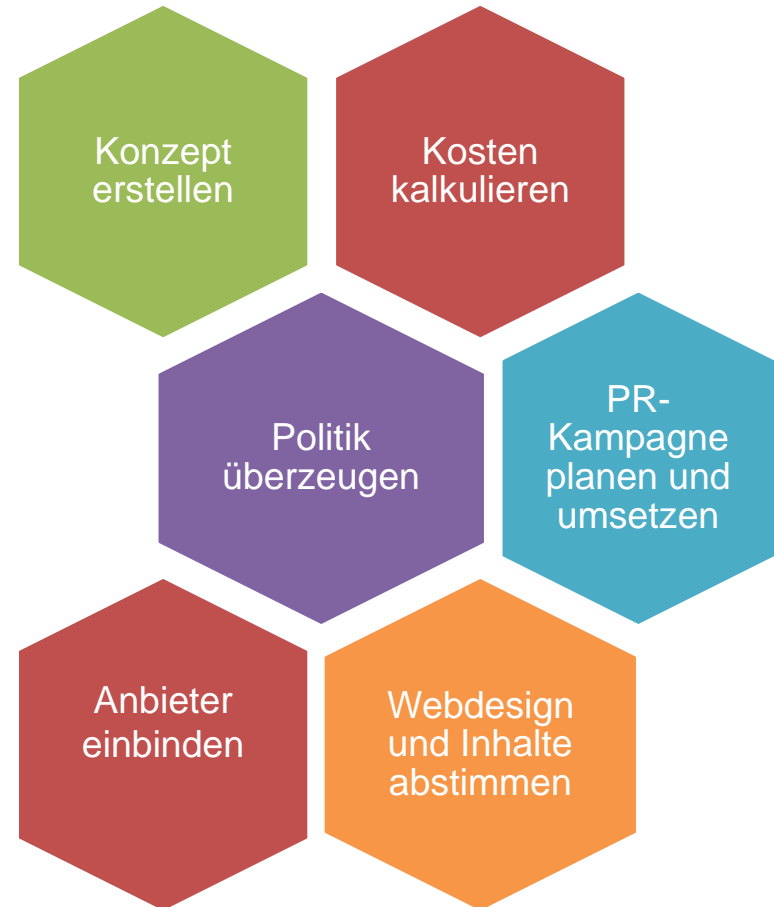 Konzept
erstellen
Kosten
kalkulieren
Politik
überzeugen
PR-
Kampagne
planen und
umsetzen
Anbieter
einbinden
Webdesign
und Inhalte
abstimmen